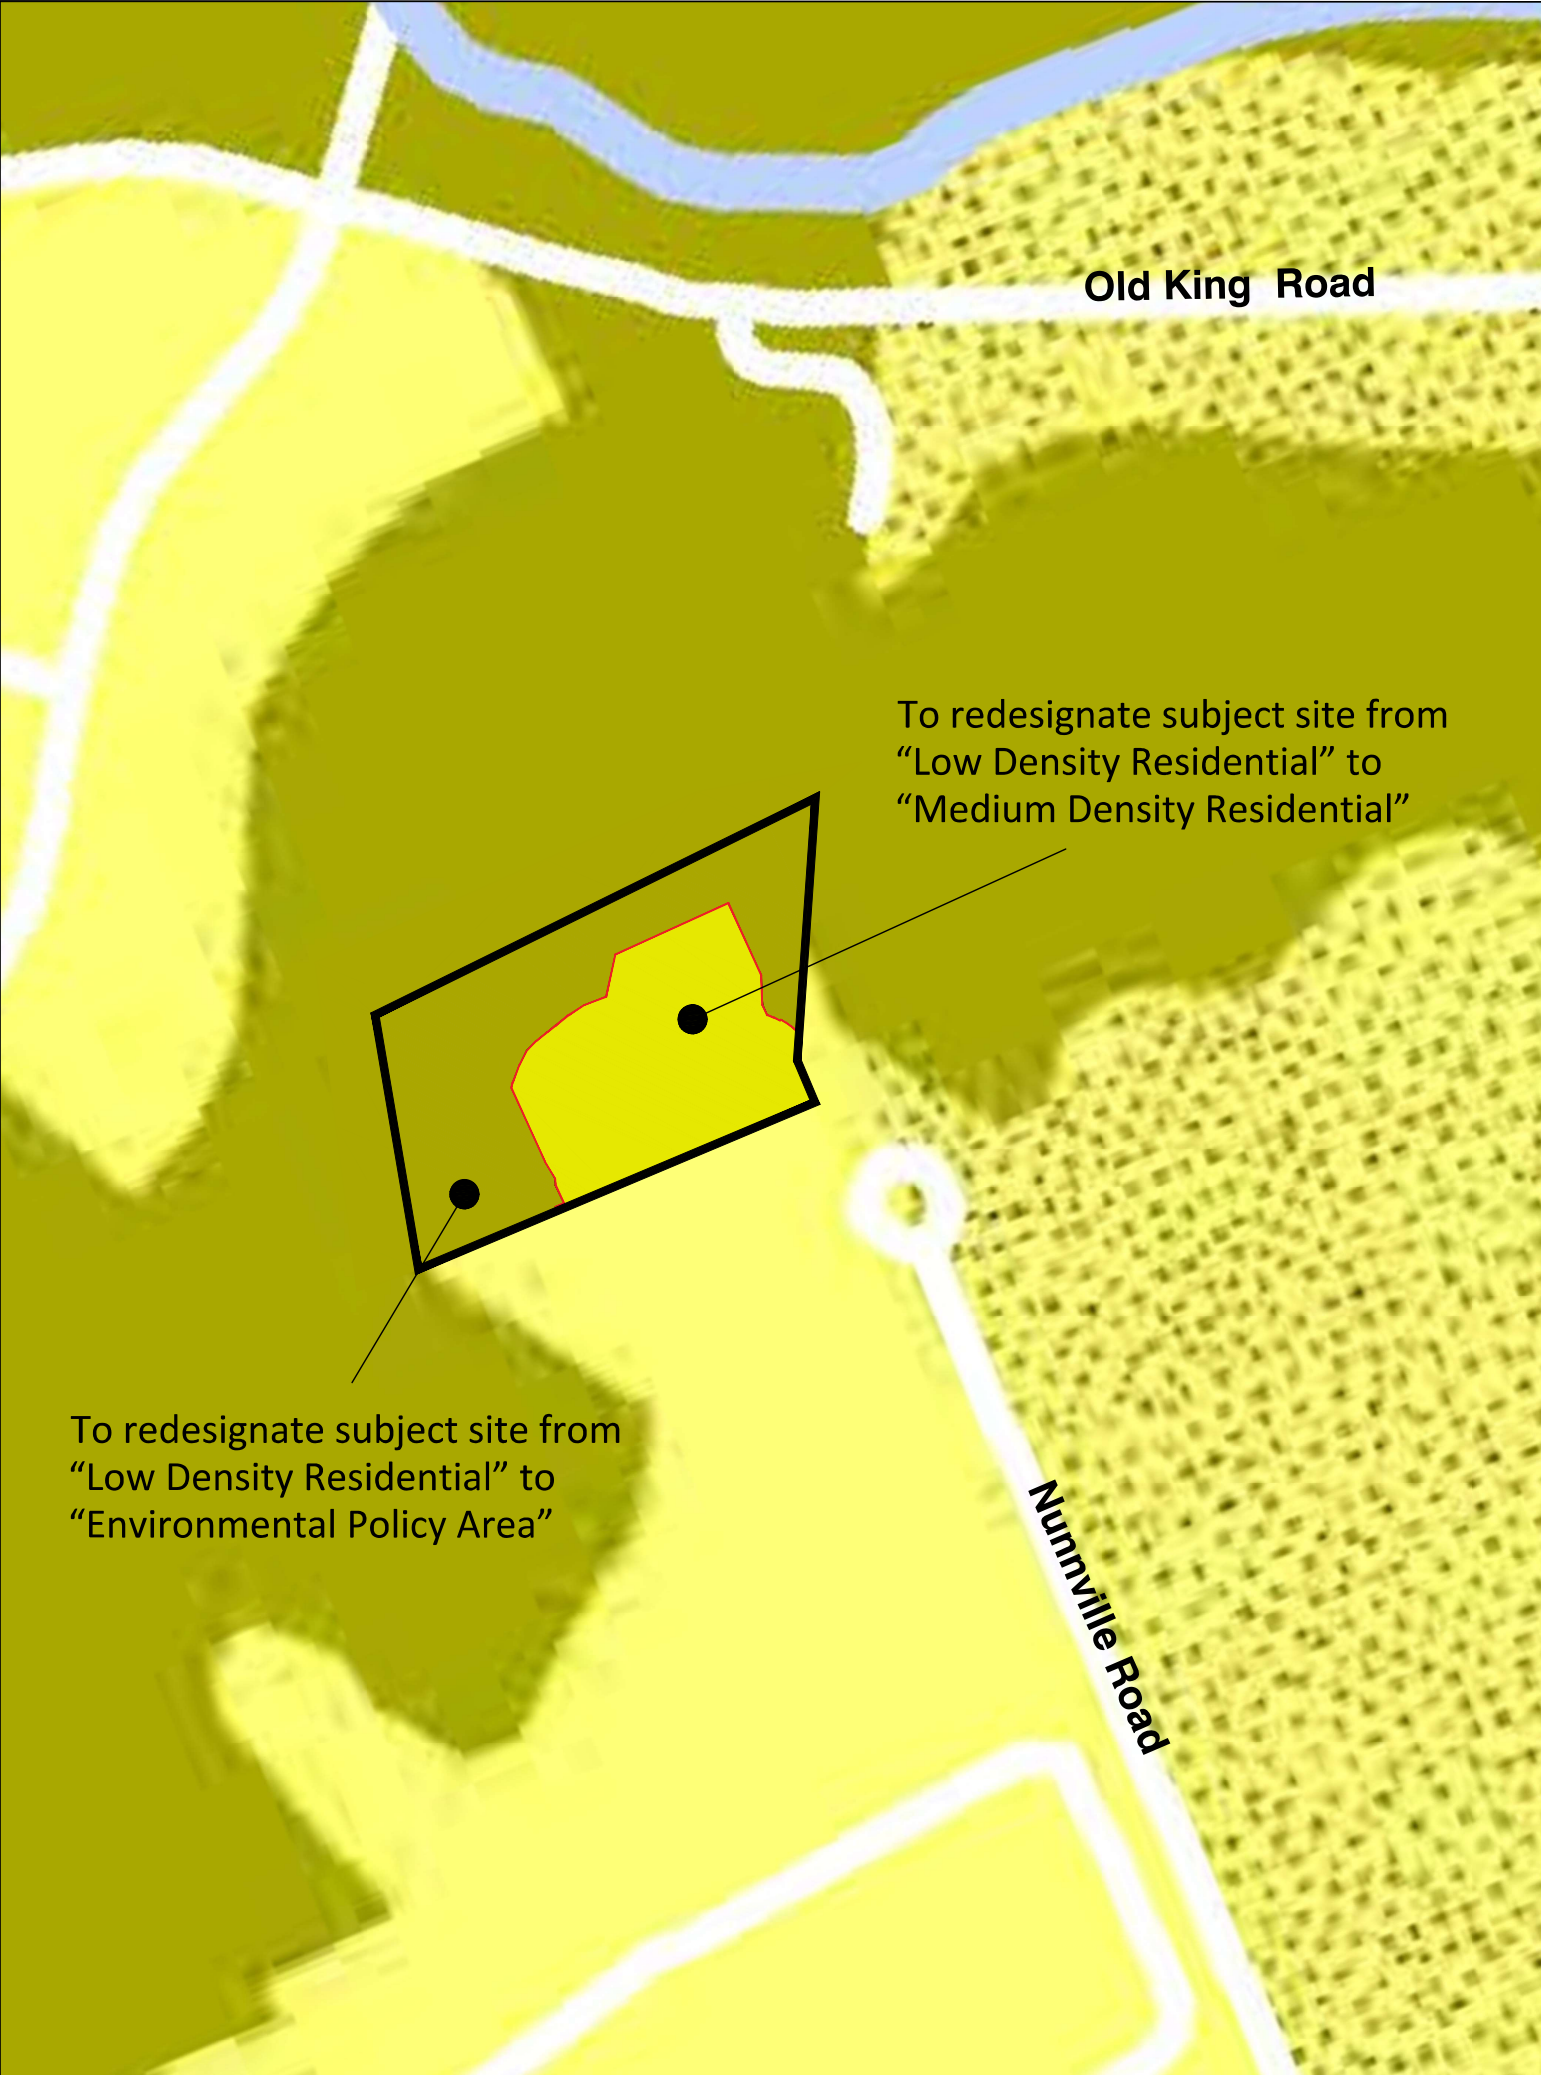 Old King Road
To redesignate subject site from
“Low Density Residential” to
“Medium Density Residential”
To redesignate subject site from
“Low Density Residential” to
“Environmental Policy Area”
Nunnville Road